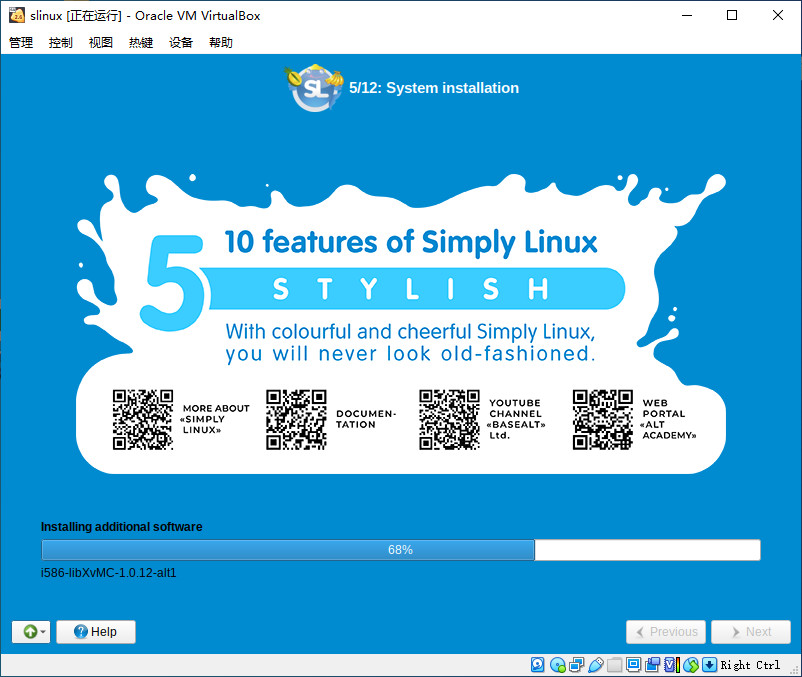 slinux [正在运行] - Oracle VM VirtualBox
管理 控制 视图 热键 设备 帮助
SL
5/12: System installation
5
10 features of Simply Linux
STYLISH
With colourful and cheerful Simply Linux,
you will never look old-fashioned.
MORE ABOUT
«SIMPLY
LINUX»
DOCUMEN-
TATION
YOUTUBE
CHANNEL
«BASEALT»
Ltd.
WEB
PORTAL
«ALT
ACADEMY»
Installing additional software
68%
i586-libXvMC-1.0.12-alt1
Help
Previous
Next
Right Ctrl